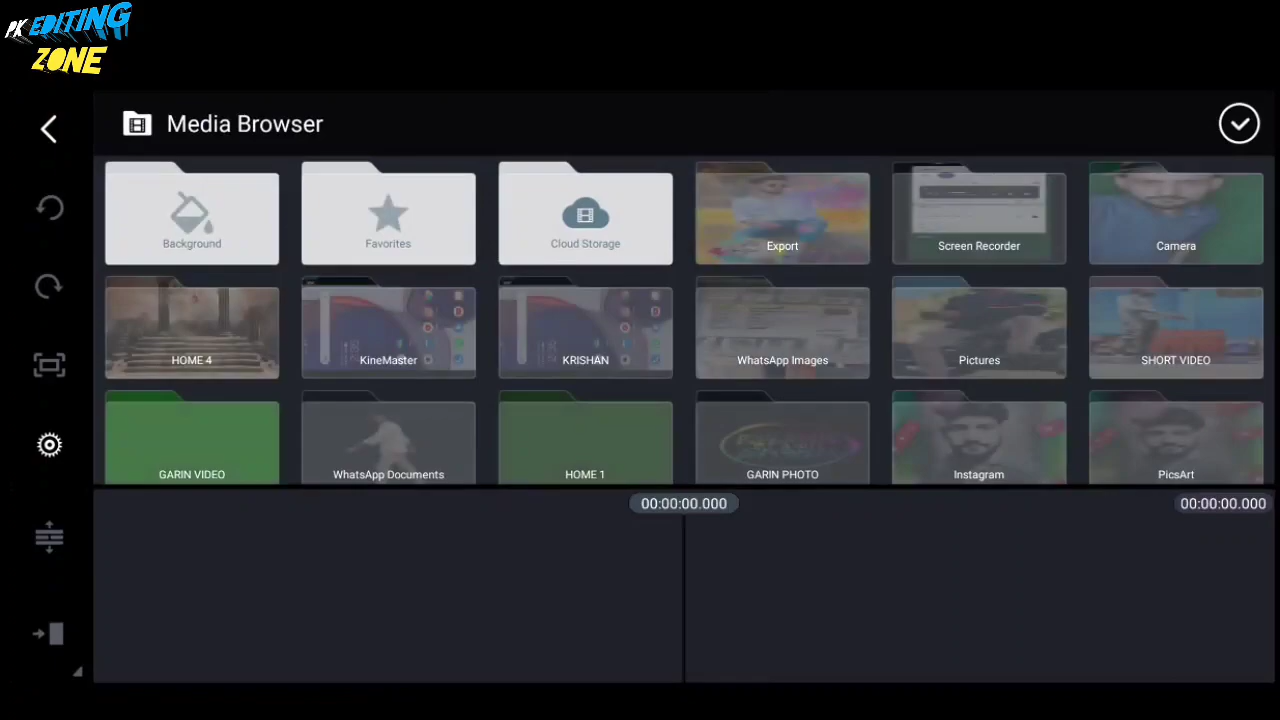 PK EDITING
ZONE
Media Browser
Background
Favorites
Cloud Storage
Export
Screen Recorder
Camera
HOME 4
KineMaster
KRISHAN
WhatsApp Images
Pictures
SHORT VIDEO
GARIN VIDEO
WhatsApp Documents
HOME 1
GARIN PHOTO
Instagram
PicsArt
00:00:00.000
00:00:00.000